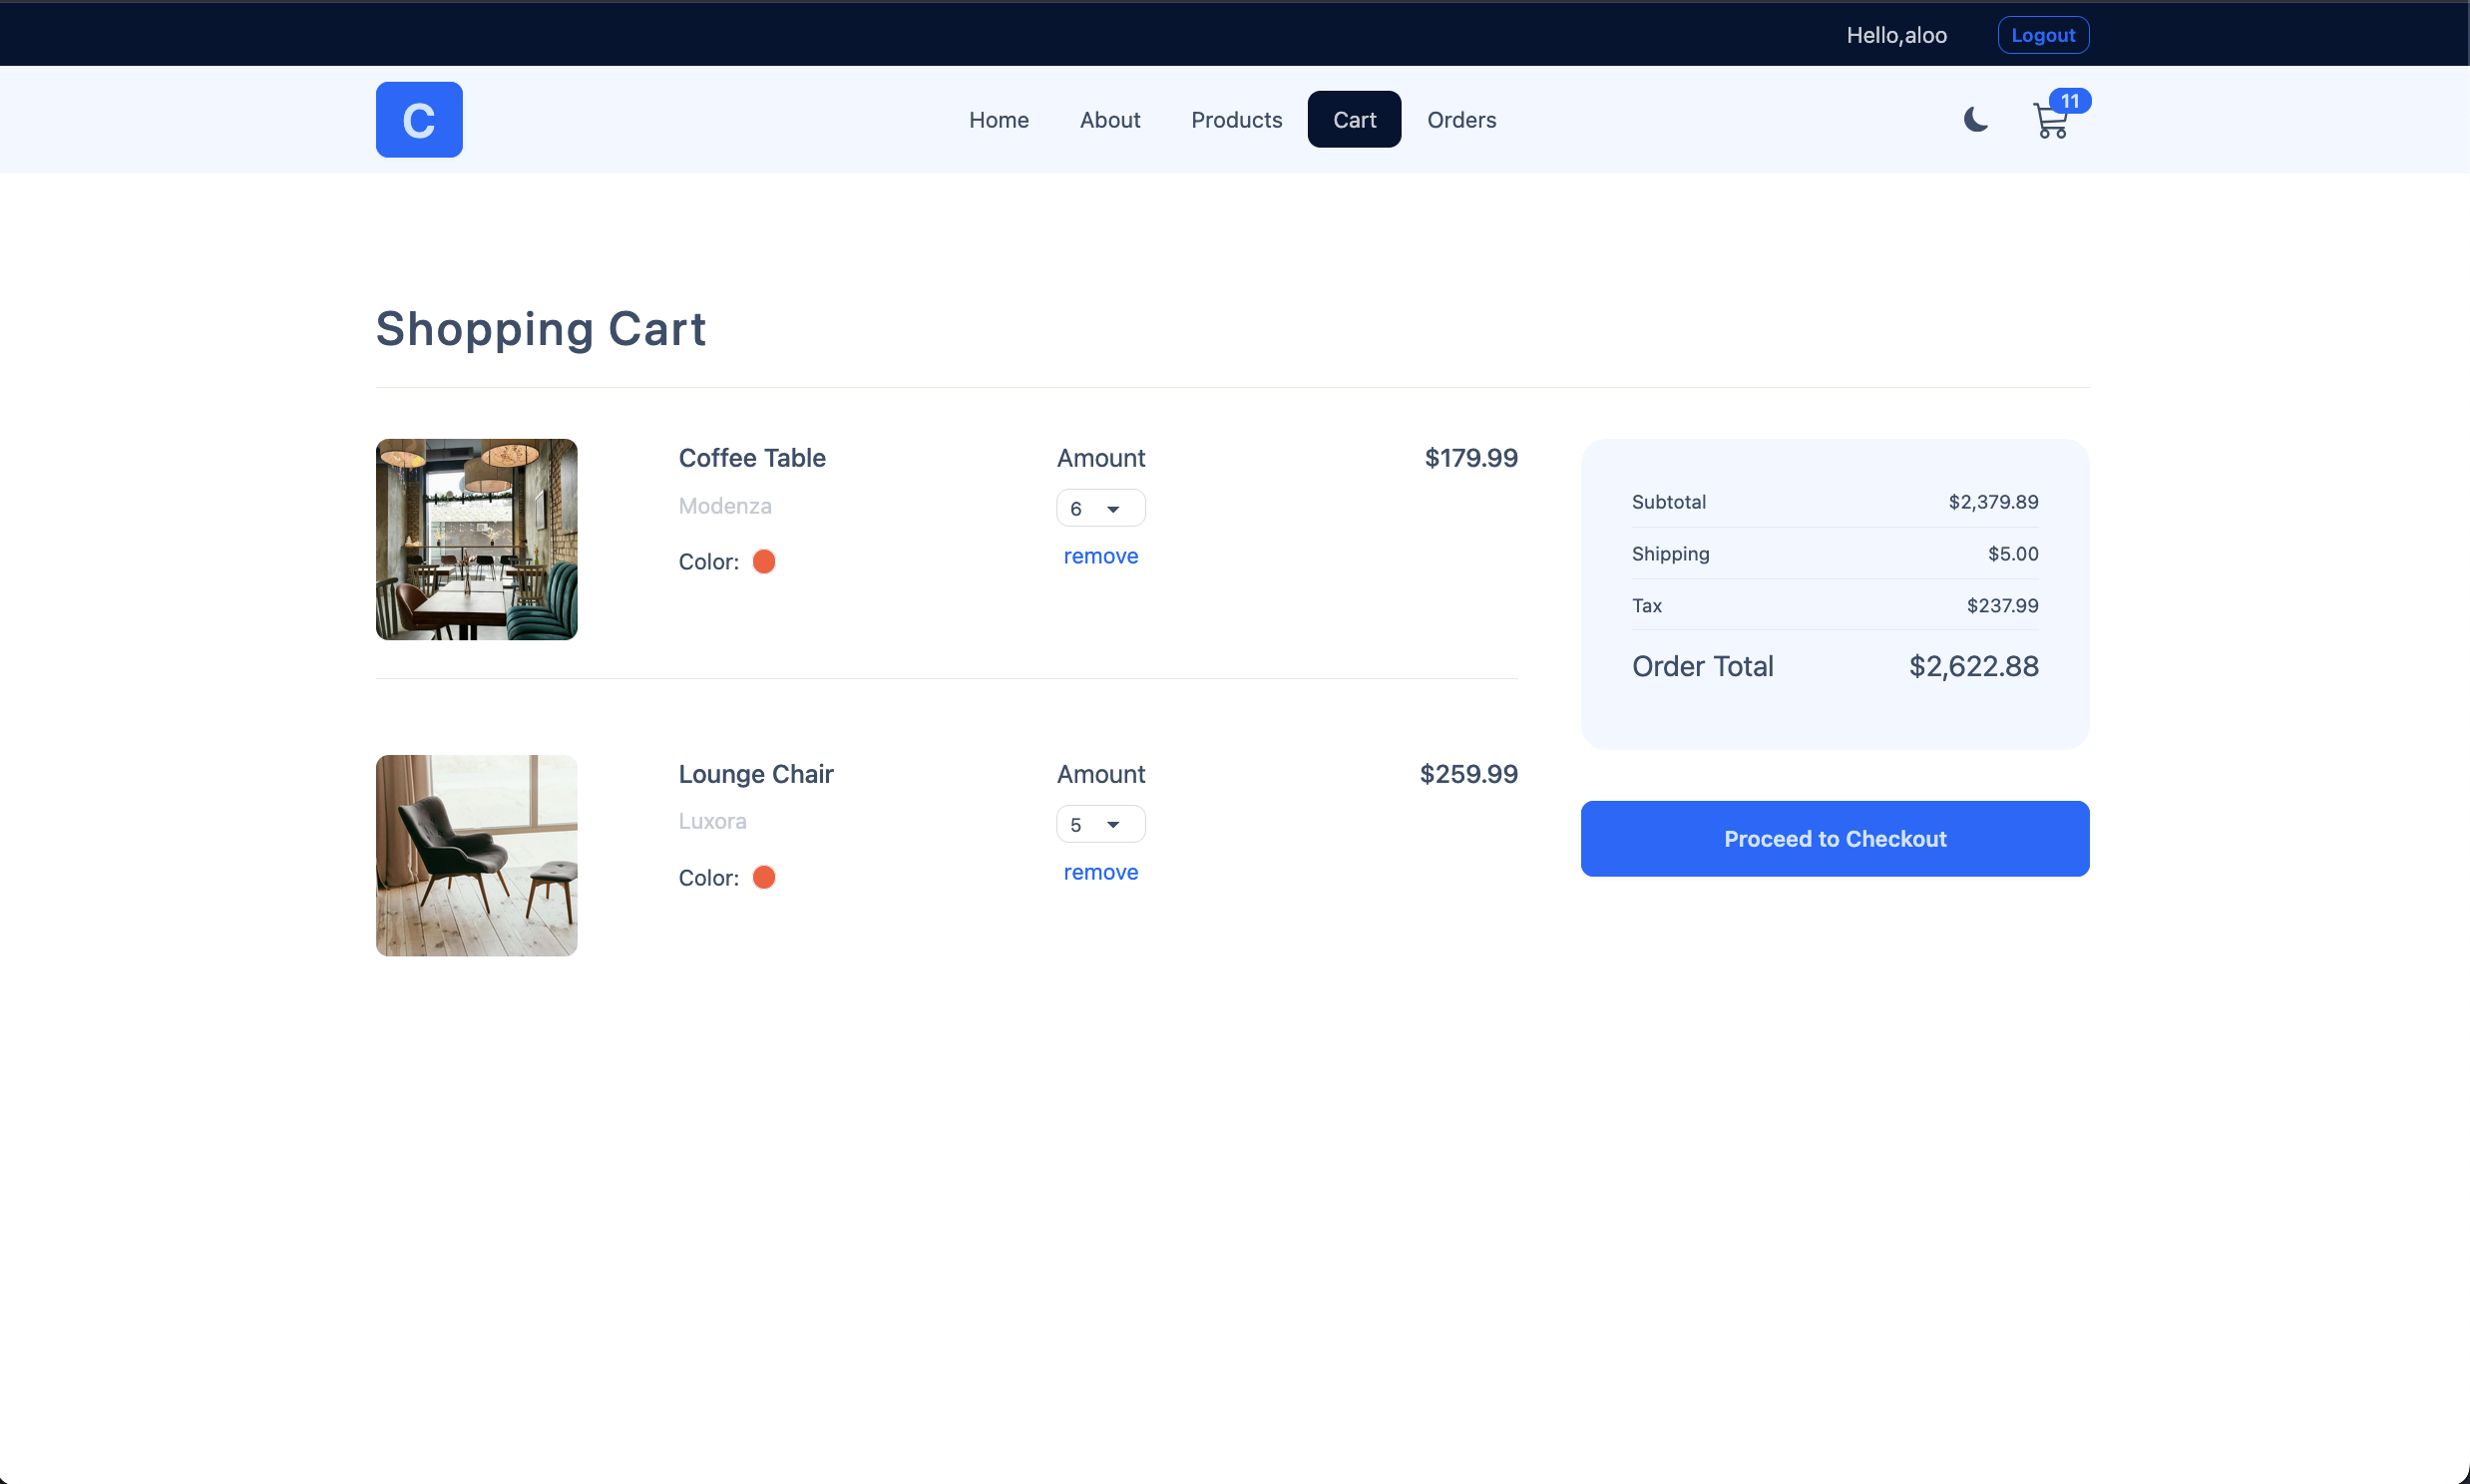 Hello,aloo
Logout
C
Home
About
Products
Cart
Orders
11
Shopping Cart
Coffee Table
Modenza
Color:
Amount
6
remove
$179.99
Lounge Chair
Luxora
Color:
Amount
5
remove
$259.99
Subtotal $2,379.89
Shipping $5.00
Tax $237.99
Order Total $2,622.88
Proceed to Checkout